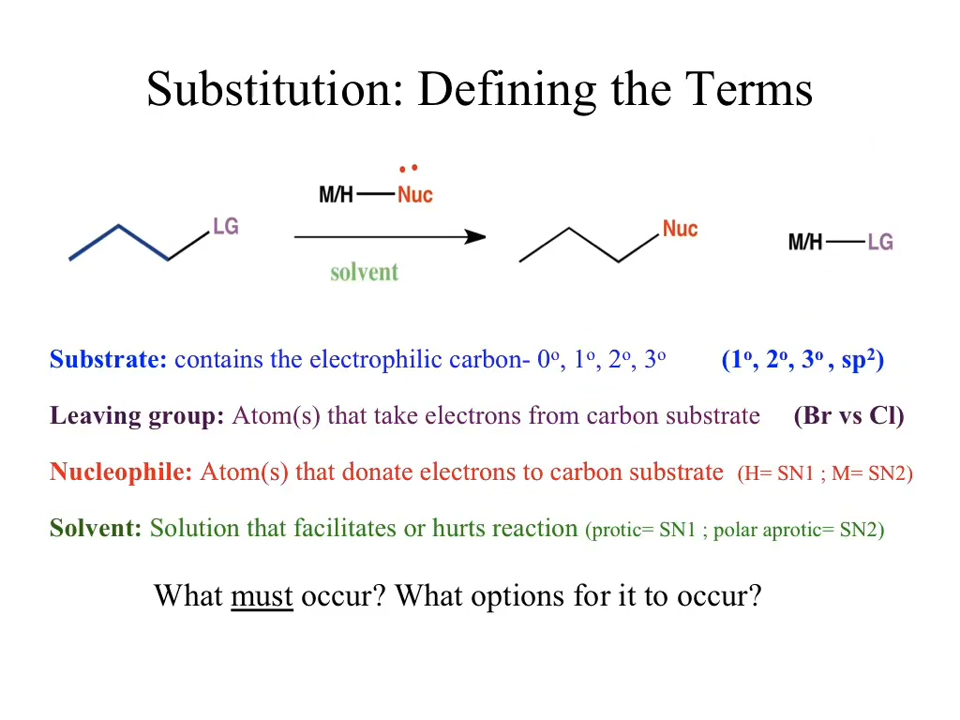 Substitution: Defining the Terms
M/H—Nuc
LG
solvent
Nuc
M/H—LG
Substrate: contains the electrophilic carbon- 0º, 1º, 2º, 3º (1º, 2º, 3º , sp²)
Leaving group: Atom(s) that take electrons from carbon substrate (Br vs Cl)
Nucleophile: Atom(s) that donate electrons to carbon substrate (H= SN1 ; M= SN2)
Solvent: Solution that facilitates or hurts reaction (protic= SN1 ; polar aprotic= SN2)
What must occur? What options for it to occur?